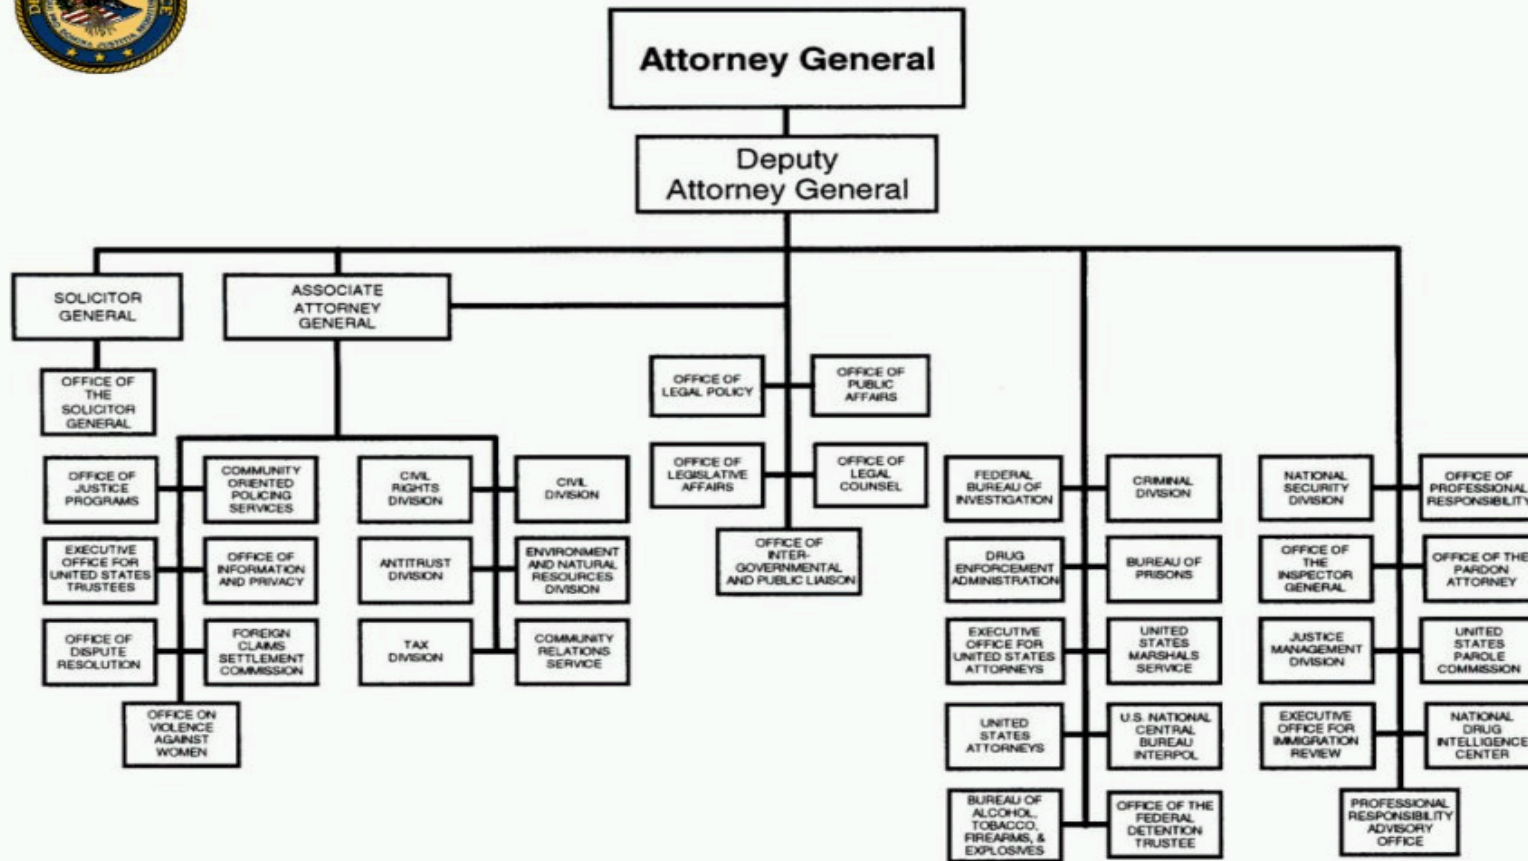 Attorney General
Deputy
Attorney General
SOLICITOR
GENERAL
ASSOCIATE
ATTORNEY
GENERAL
OFFICE OF
THE
SOLICITOR
GENERAL
OFFICE OF
LEGAL POLICY
OFFICE OF
PUBLIC
AFFAIRS
OFFICE OF
LEGISLATIVE
AFFAIRS
OFFICE OF
LEGAL
COUNSEL
OFFICE OF
INTER-
GOVERNMENTAL
AND PUBLIC LIAISON
OFFICE OF
JUSTICE
PROGRAMS
COMMUNITY
ORIENTED
POLICING
SERVICES
EXECUTIVE
OFFICE FOR
UNITED STATES
TRUSTEES
OFFICE OF
INFORMATION
AND PRIVACY
OFFICE OF
DISPUTE
RESOLUTION
FOREIGN
CLAIMS
SETTLEMENT
COMMISSION
OFFICE ON
VIOLENCE
AGAINST
WOMEN
CIVIL
RIGHTS
DIVISION
CIVIL
DIVISION
ANTITRUST
DIVISION
ENVIRONMENT
AND NATURAL
RESOURCES
DIVISION
TAX
DIVISION
COMMUNITY
RELATIONS
SERVICE
FEDERAL
BUREAU OF
INVESTIGATION
CRIMINAL
DIVISION
DRUG
ENFORCEMENT
ADMINISTRATION
BUREAU OF
PRISONS
EXECUTIVE
OFFICE FOR
UNITED STATES
ATTORNEYS
UNITED
STATES
MARSHALS
SERVICE
UNITED
STATES
ATTORNEYS
U.S. NATIONAL
CENTRAL
BUREAU
INTERPOL
BUREAU OF
ALCOHOL,
TOBACCO,
FIREARMS, &
EXPLOSIVES
OFFICE OF THE
FEDERAL
DETENTION
TRUSTEE
NATIONAL
SECURITY
DIVISION
OFFICE OF
PROFESSIONAL
RESPONSIBILITY
OFFICE OF
THE
INSPECTOR
GENERAL
OFFICE OF THE
PARDON
ATTORNEY
JUSTICE
MANAGEMENT
DIVISION
UNITED
STATES
PAROLE
COMMISSION
EXECUTIVE
OFFICE FOR
IMMIGRATION
REVIEW
NATIONAL
DRUG
INTELLIGENCE
CENTER
PROFESSIONAL
RESPONSIBILITY
ADVISORY
OFFICE